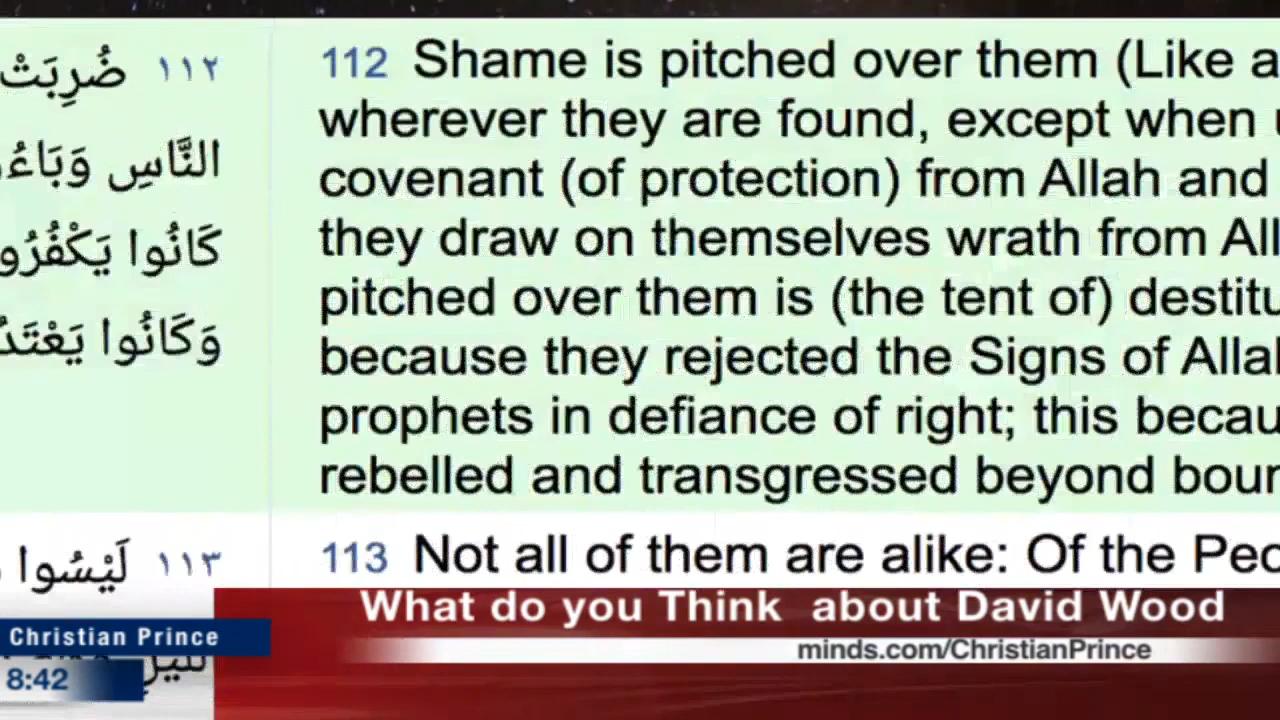 ١١٢ ضُرِبَتْ
النَّاسِ وَبَاءُ
كَانُوا يَكْفُرُو
وَكَانُوا يَعْتَدُ
١١٣ لَيْسُوا
112 Shame is pitched over them (Like a
wherever they are found, except when
covenant (of protection) from Allah and
they draw on themselves wrath from All
pitched over them is (the tent of) destitu
because they rejected the Signs of Allah
prophets in defiance of right; this becau
rebelled and transgressed beyond boun
113 Not all of them are alike: Of the Peo
What do you Think about David Wood
minds.com/ChristianPrince
Christian Prince
8:42